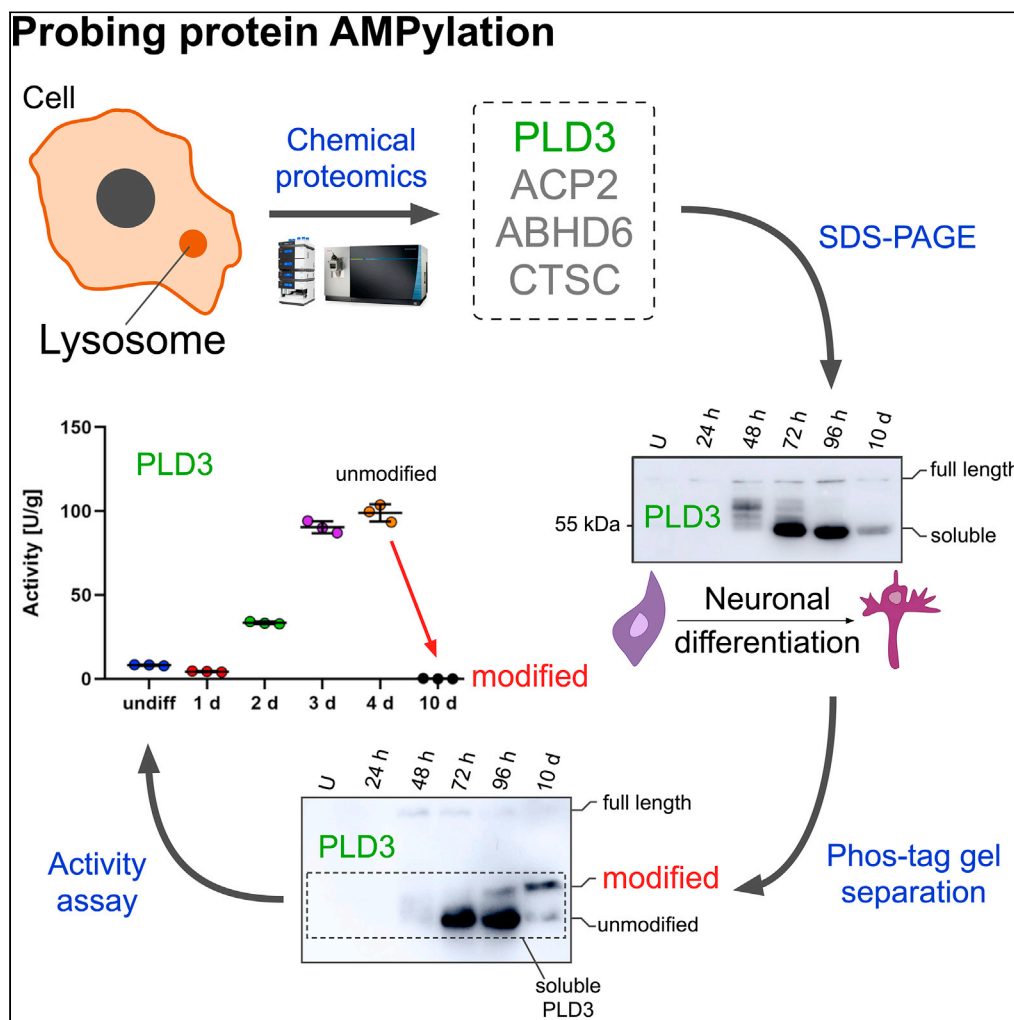 Probing protein AMPylation
Cell
Lysosome
Chemical
proteomics
PLD3
ACP2
ABHD6
CTSC
SDS-PAGE
U
24 h
48 h
72 h
96 h
10 d
full length
55 kDa
PLD3
soluble
Neuronal
differentiation
150
100
50
0
Activity [U/g]
PLD3
unmodified
modified
undiff
1 d
2 d
3 d
4 d
10 d
U
24 h
48 h
72 h
96 h
10 d
full length
PLD3
modified
unmodified
soluble
PLD3
Activity
assay
Phos-tag gel
separation